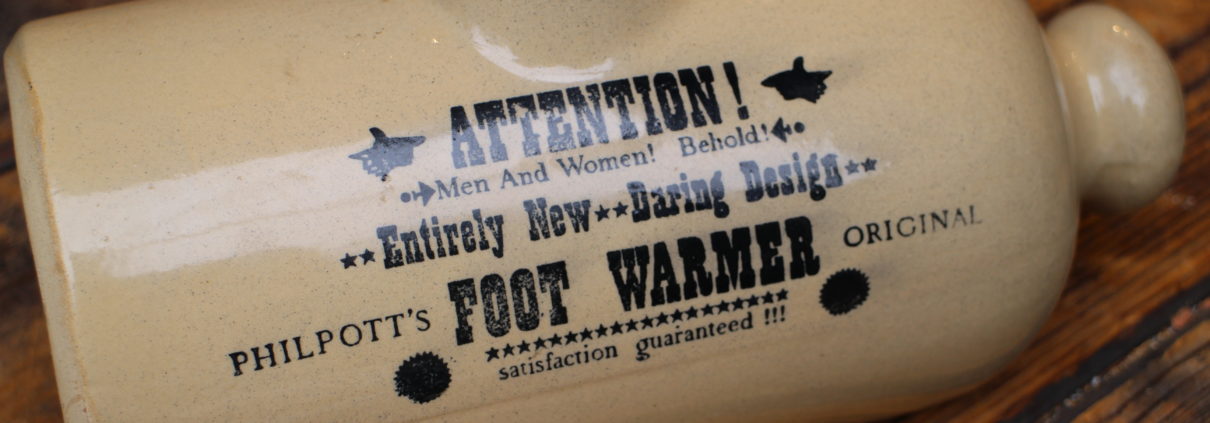 ATTENTION!
Men And Women! Behold!
Entirely New Daring Design
PHILPOTT'S FOOT WARMER ORIGINAL
satisfaction guaranteed !!!